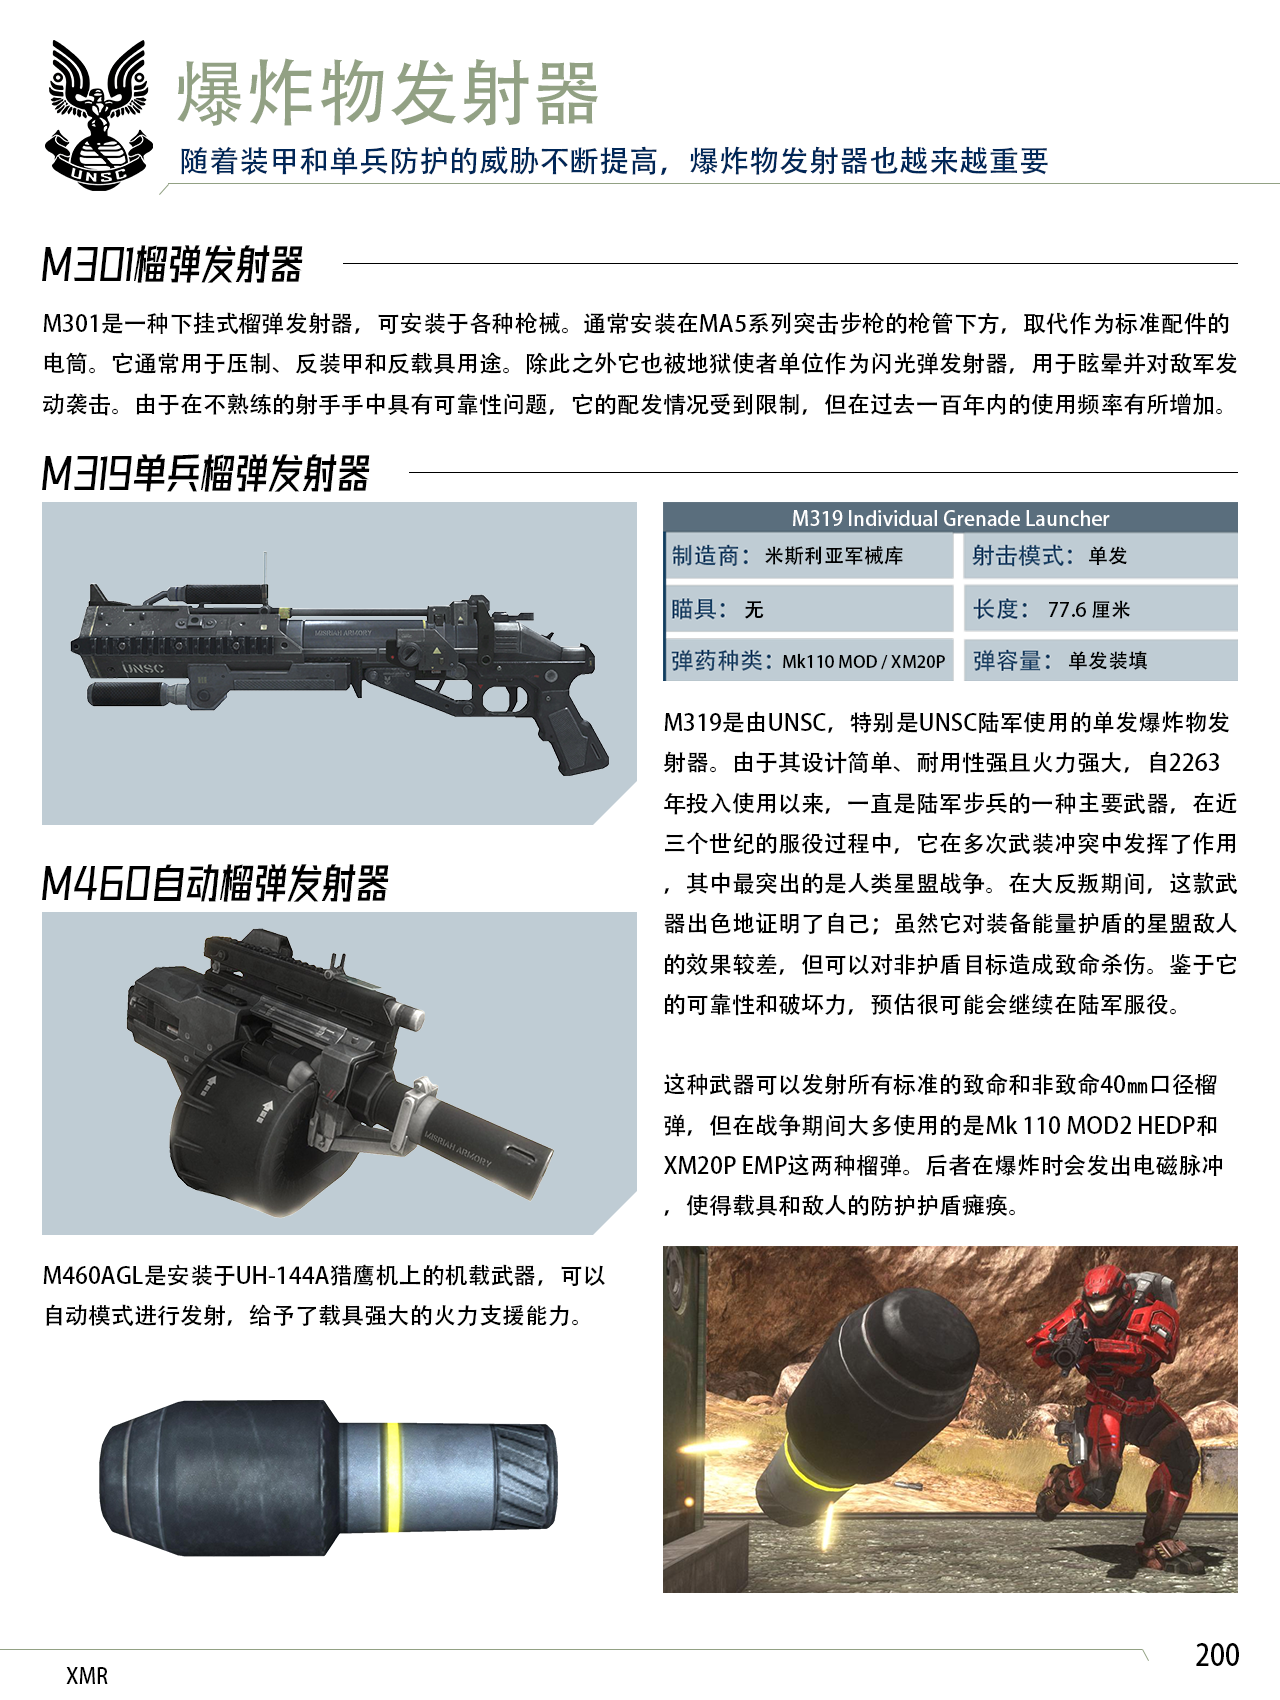 爆炸物发射器
UNSC
随着装甲和单兵防护的威胁不断提高，爆炸物发射器也越来越重要
M301榴弹发射器
M301是一种下挂式榴弹发射器，可安装于各种枪械。通常安装在MA5系列突击步枪的枪管下方，取代作为标准配件的
电筒。它通常用于压制、反装甲和反载具用途。除此之外它也被地狱使者单位作为闪光弹发射器，用于眩晕并对敌军发
动袭击。由于在不熟练的射手手中具有可靠性问题，它的配发情况受到限制，但在过去一百年内的使用频率有所增加。
M319单兵榴弹发射器
MISRIAH ARMORY
UNSC
M319 Individual Grenade Launcher
制造商：米斯利亚军械库
射击模式：单发
瞄具：无
长度：77.6 厘米
弹药种类：Mk110 MOD / XM20P
弹容量：单发装填
M319是由UNSC，特别是UNSC陆军使用的单发爆炸物发
射器。由于其设计简单、耐用性强且火力强大，自2263
年投入使用以来，一直是陆军步兵的一种主要武器，在近
三个世纪的服役过程中，它在多次武装冲突中发挥了作用
，其中最突出的是人类星盟战争。在大反叛期间，这款武
器出色地证明了自己；虽然它对装备能量护盾的星盟敌人
的效果较差，但可以对非护盾目标造成致命杀伤。鉴于它
的可靠性和破坏力，预估很可能会继续在陆军服役。
这种武器可以发射所有标准的致命和非致命40㎜口径榴
弹，但在战争期间大多使用的是Mk 110 MOD2 HEDP和
XM20P EMP这两种榴弹。后者在爆炸时会发出电磁脉冲
，使得载具和敌人的防护护盾瘫痪。
M460自动榴弹发射器
MISRIAH ARMORY
M460AGL是安装于UH-144A猎鹰机上的机载武器，可以
自动模式进行发射，给予了载具强大的火力支援能力。
200
XMR